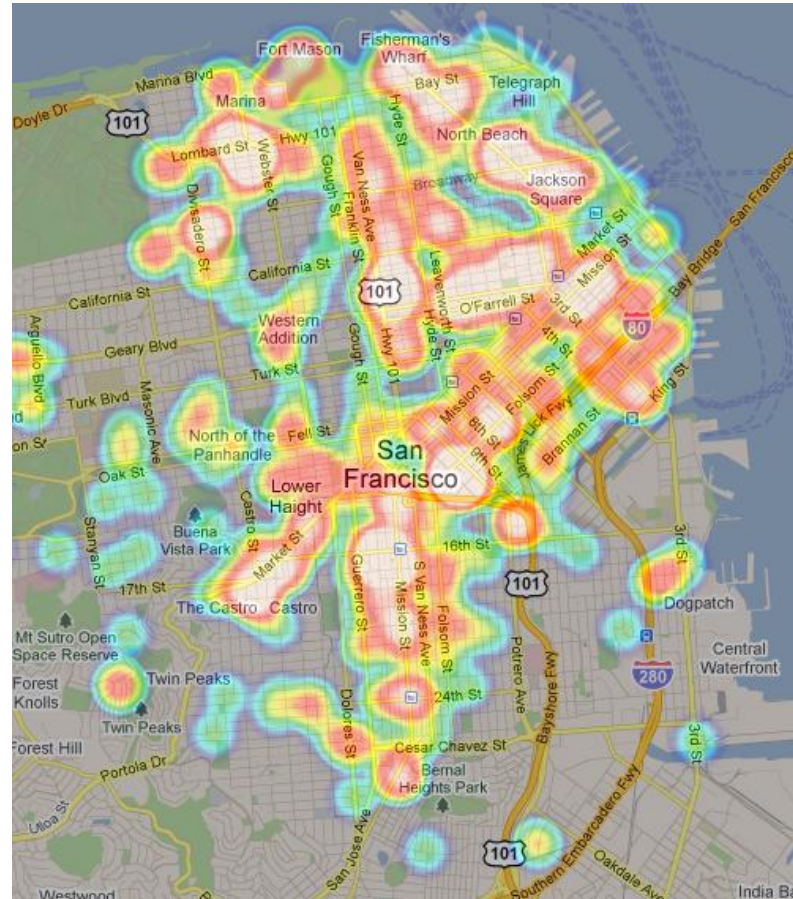 Fort Mason
Fisherman's
Wharf
Marina Blvd
Doyle Dr
Marina
Bay St
Telegraph
Hill
101
Hyde St
Hwy 101
North Beach
Lombard St
Webster St
Gough St
Van Ness Ave
Franklin St
Broadway
Jackson
Square
Divisadero St
San Francisco
Market St
Mission St
Bay Bridge
California St
California St
101
Leavenworth St
Hyde St
O'Farrell St
3rd St
80
Western
Addition
Arguello Blvd
Geary Blvd
Gough St
Hwy 101
4th St
King St
Turk St
Masonic Ave
Turk Blvd
Mission St
Folsom St
8th St
9th St
James Lick Fwy
Brannan St
North of the
Panhandle
Fell St
San
Francisco
on St
Oak St
Lower
Haight
Stanyan St
Buena
Vista Park
Castro St
Market St
16th St
3rd St
17th St
The Castro
Castro
Guerrero St
Mission St
S Van Ness Ave
Folsom St
101
Dogpatch
Mt Sutro Open
Space Reserve
Potrero Ave
Bayshore Fwy
Central
Waterfront
280
Forest
Knolls
Twin Peaks
Twin Peaks
Dolores St
24th St
3rd St
Forest Hill
Portola Dr
Cesar Chavez St
Bernal
Heights Park
Ulloa St
San Jose Ave
101
Southern Embarcadero Fwy
Oakdale Ave
Westwood
India Ba